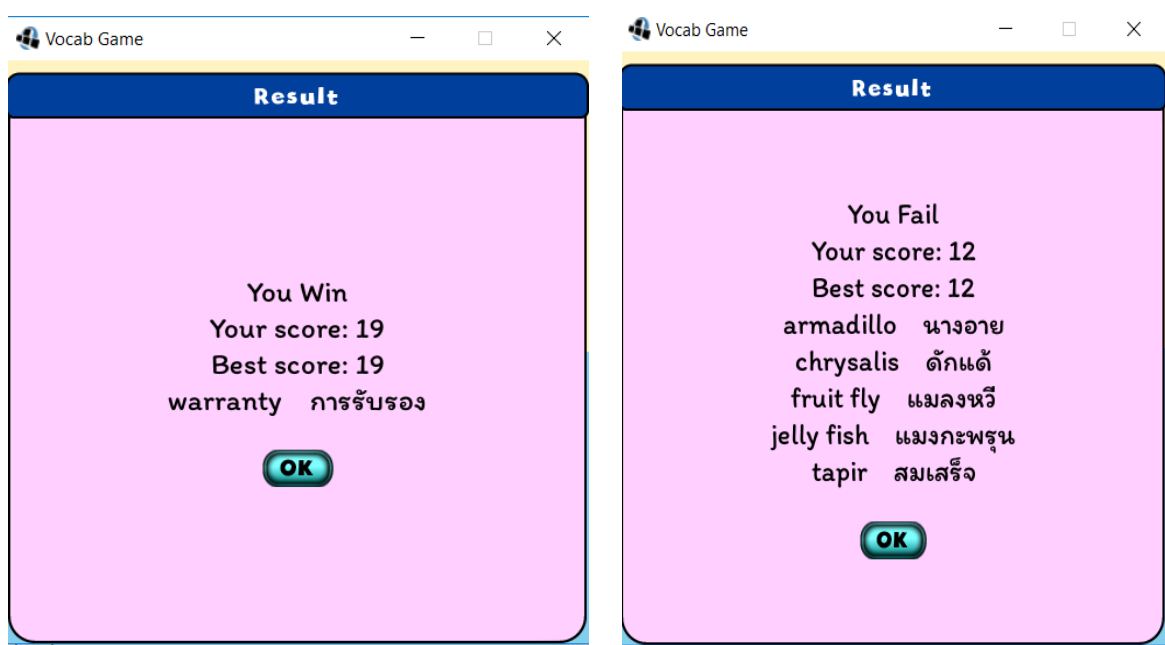 Vocab Game
Result
You Win
Your score: 19
Best score: 19
warranty การรับรอง
OK
Vocab Game
Result
You Fail
Your score: 12
Best score: 12
armadillo นางอาย
chrysalis ดักแด้
fruit fly แมลงหวี
jelly fish แมงกะพรุน
tapir สมเสร็จ
OK